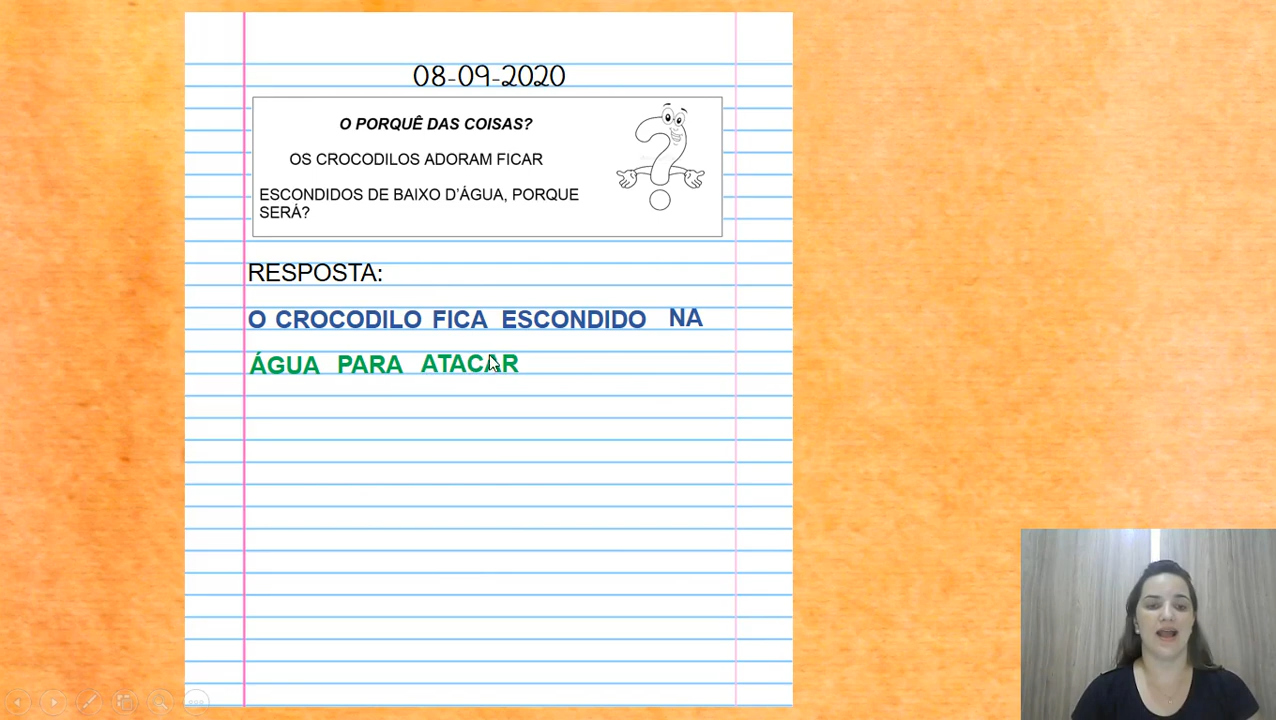 08-09-2020
O PORQUÊ DAS COISAS?
OS CROCODILOS ADORAM FICAR
ESCONDIDOS DE BAIXO D'ÁGUA, PORQUE
SERÁ?
RESPOSTA:
O CROCODILO FICA ESCONDIDO NA
ÁGUA PARA ATACAR